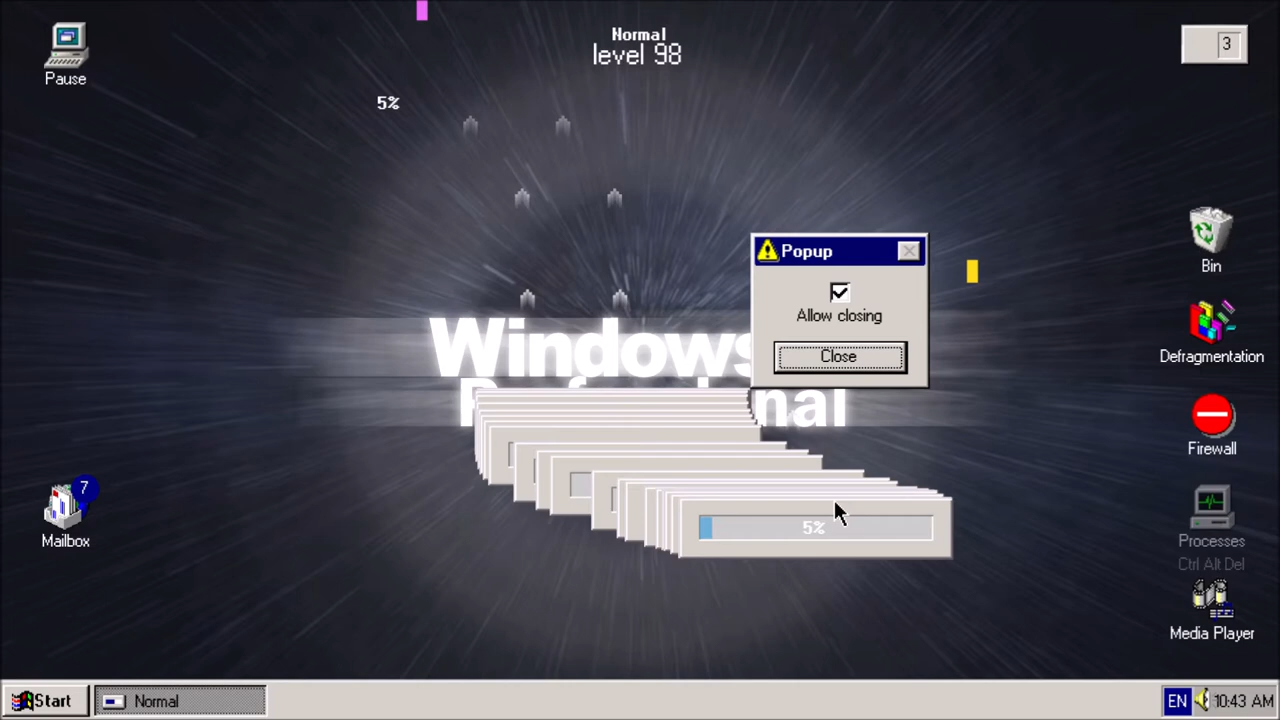 Pause
Normal
level 98
3
5%
Popup
Bin
Allow closing
Windows
Close
Defragmentation
nal
Firewall
7
Mailbox
5%
Processes
Ctrl Alt Del
Media Player
Start
Normal
EN
10:43 AM